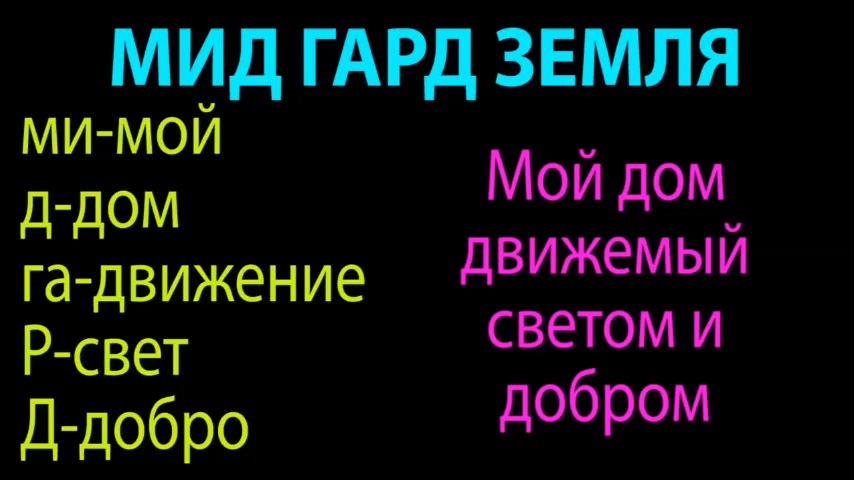 МИД ГАРД ЗЕМЛЯ
ми-мой
д-дом
га-движение
Р-свет
Д-добро
Мой дом
движемый
светом и
добром